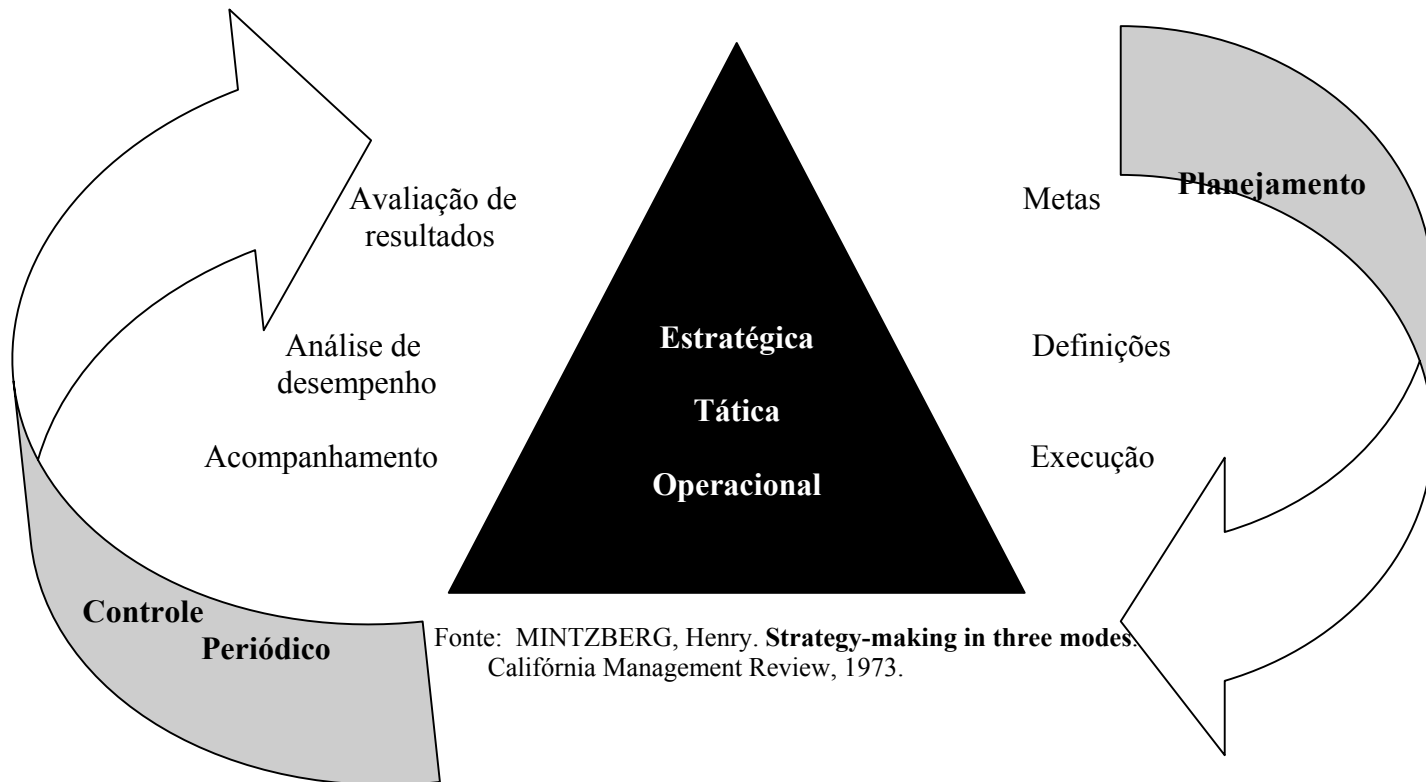 Planejamento
Avaliação de
resultados
Metas
Estratégica
Análise de
desempenho
Definições
Tática
Acompanhamento
Execução
Operacional
Controle
Periódico
Fonte: MINTZBERG, Henry. Strategy-making in three modes.
Califórnia Management Review, 1973.